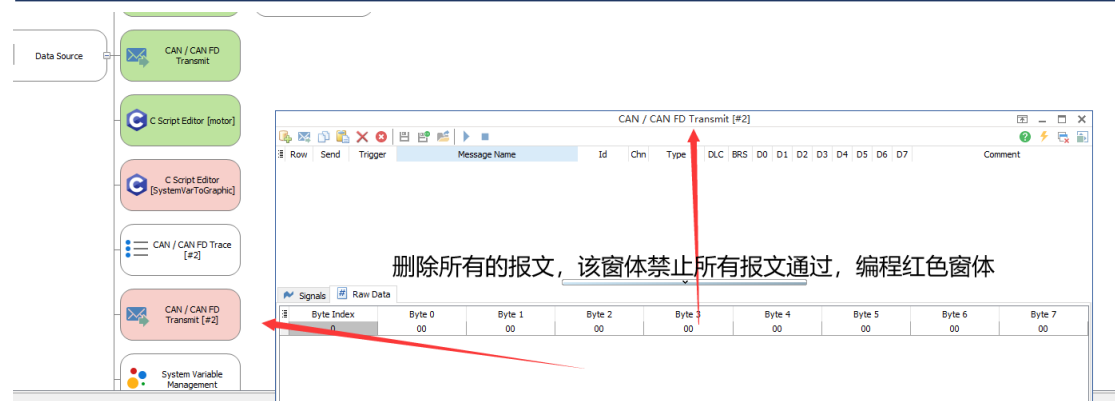 Data Source
CAN / CAN FD
Transmit
C Script Editor [motor]
C Script Editor
[SystemVarToGraphic]
CAN / CAN FD Trace
[#2]
CAN / CAN FD
Transmit [#2]
System Variable
Management
CAN / CAN FD Transmit [#2]
Row Send Trigger Message Name Id Chn Type DLC BRS D0 D1 D2 D3 D4 D5 D6 D7 Comment
删除所有的报文，该窗体禁止所有报文通过，编程红色窗体
Signals Raw Data
Byte Index Byte 0 Byte 1 Byte 2 Byte 3 Byte 4 Byte 5 Byte 6 Byte 7
0 00 00 00 00 00 00 00 00